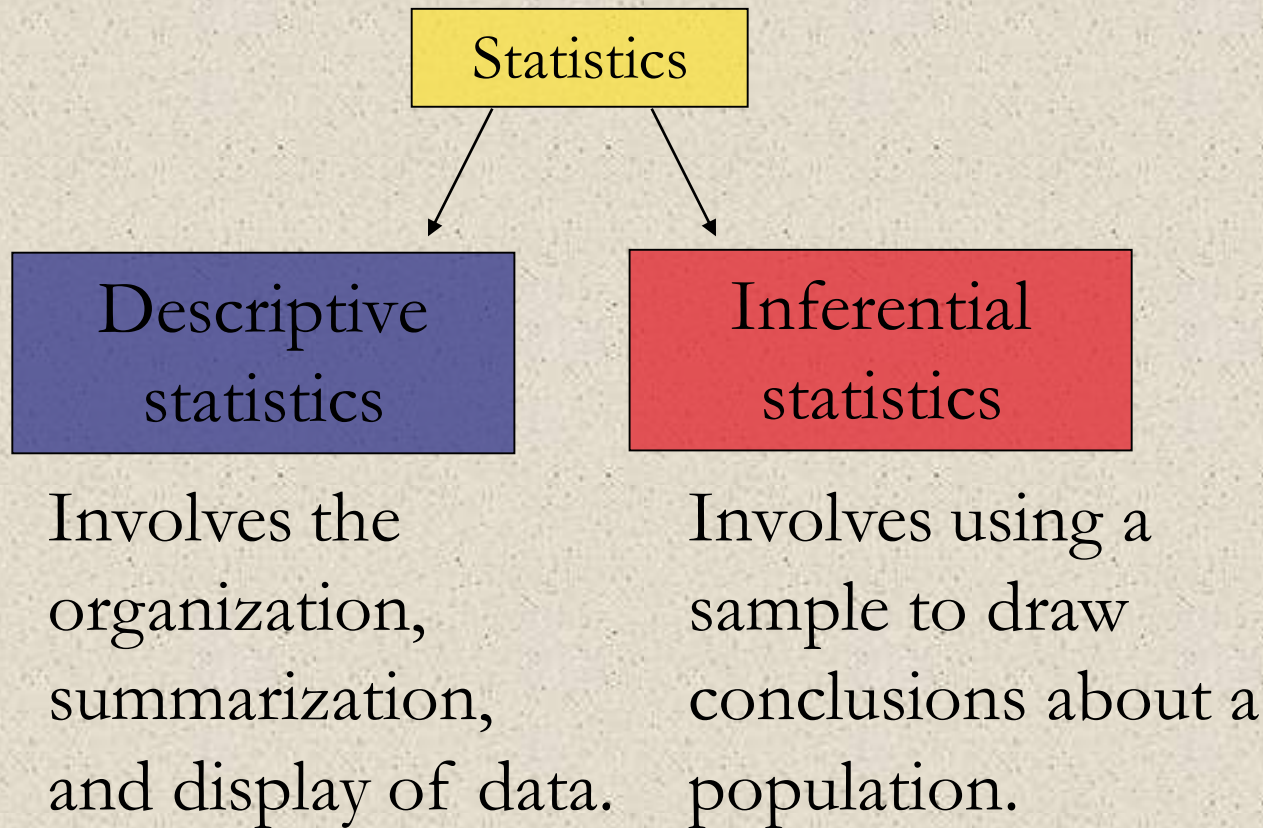 Statistics
Descriptive
statistics
Inferential
statistics
Involves the
organization,
summarization,
and display of data.
Involves using a
sample to draw
conclusions about a
population.